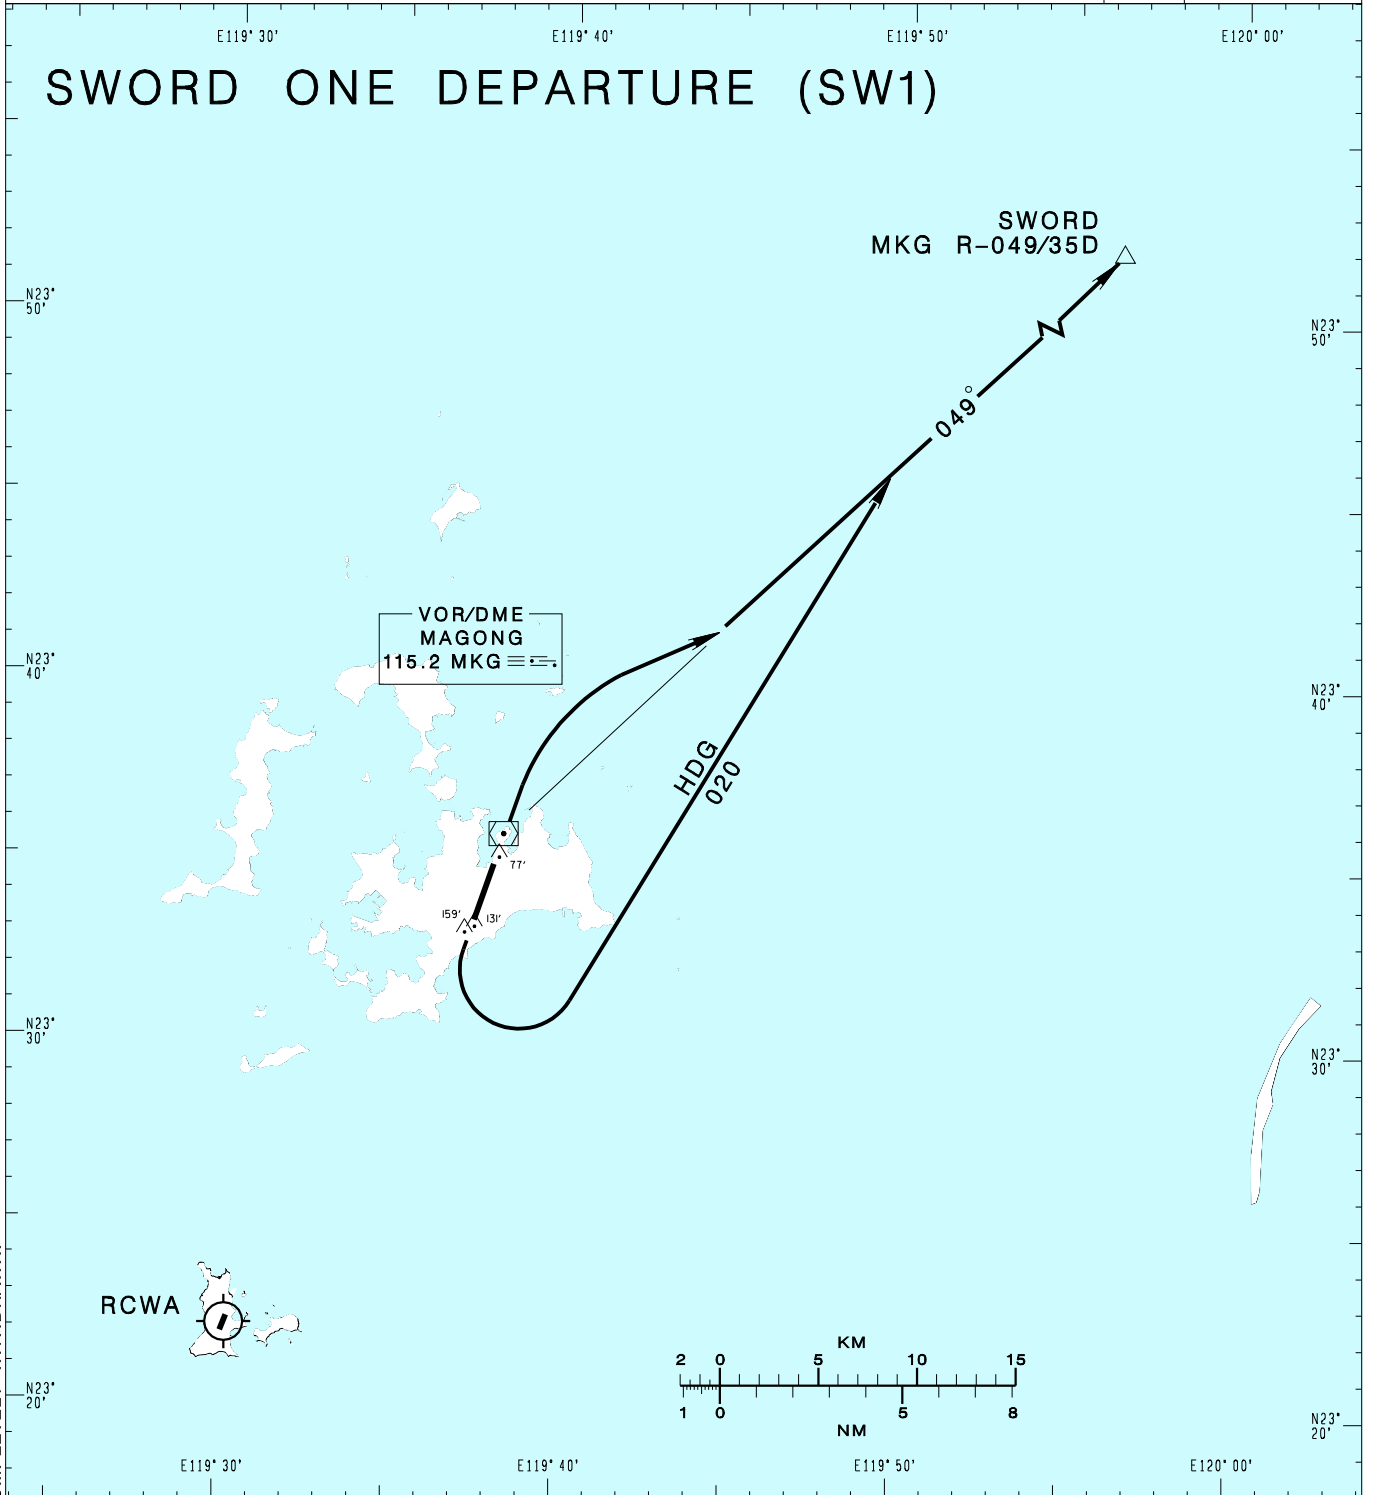 E119° 30'
E119° 40'
E119° 50'
E120° 00'
SWORD ONE DEPARTURE (SW1)
SWORD
MKG R-049/35D
N23°
50'
N23°
50'
049°
VOR/DME
MAGONG
115.2 MKG
N23°
40'
N23°
40'
HDG
020
77'
159'
131'
N23°
30'
N23°
30'
RCWA
KM
2 0 5 10 15
1 0 5 8
NM
N23°
20'
N23°
20'
E119° 30'
E119° 40'
E119° 50'
E120° 00'